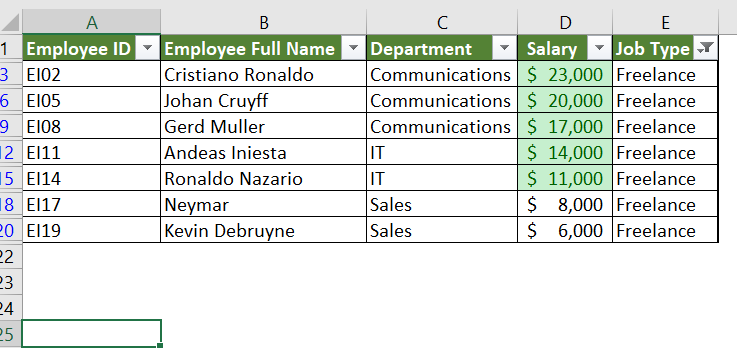 A B C D E
1 Employee ID Employee Full Name Department Salary Job Type
3 EI02 Cristiano Ronaldo Communications $ 23,000 Freelance
6 EI05 Johan Cruyff Communications $ 20,000 Freelance
9 EI08 Gerd Muller Communications $ 17,000 Freelance
12 EI11 Andeas Iniesta IT $ 14,000 Freelance
15 EI14 Ronaldo Nazario IT $ 11,000 Freelance
18 EI17 Neymar Sales $ 8,000 Freelance
20 EI19 Kevin Debruyne Sales $ 6,000 Freelance
22
23
24
25